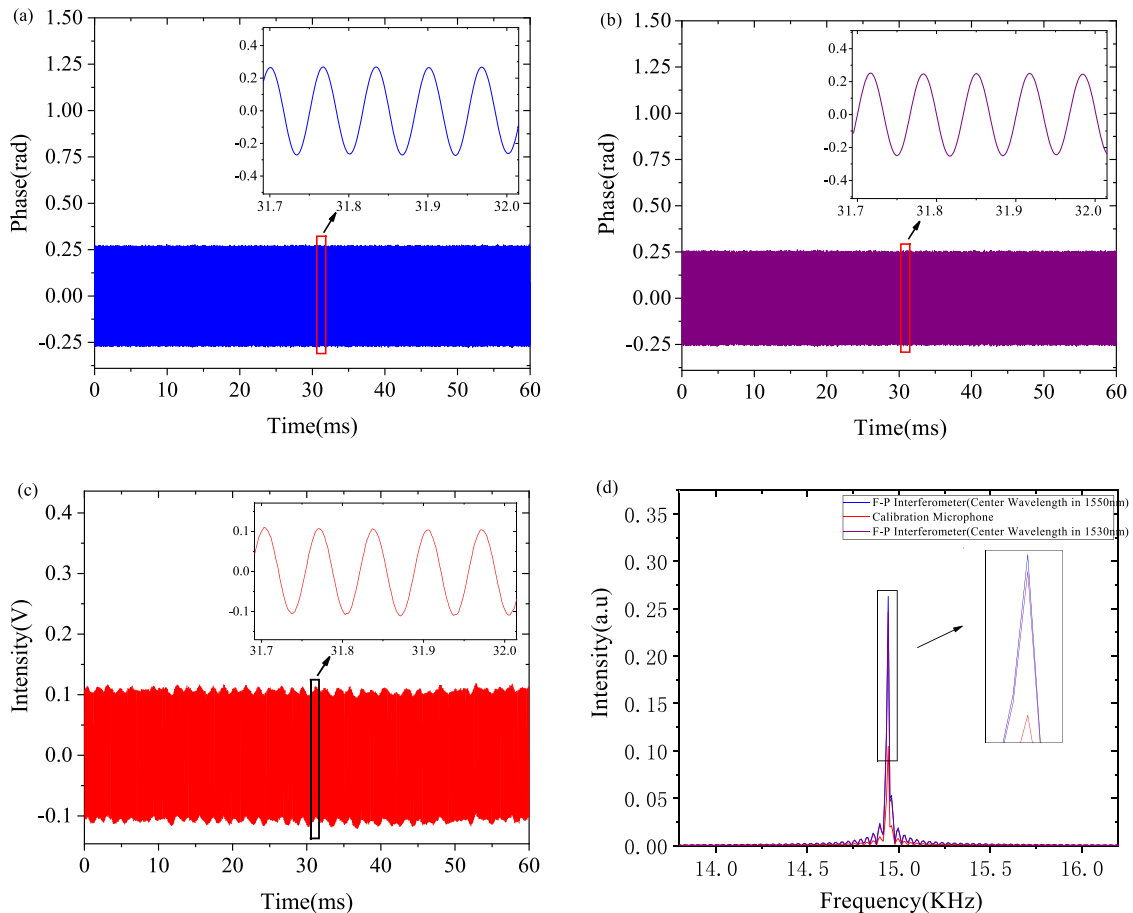 (a)
1.50
1.25
1.00
0.75
0.50
0.25
0.00
-0.25
Phase(rad)
0 10 20 30 40 50 60
Time(ms)
0.4
0.2
0.0
-0.2
-0.4
31.7 31.8 31.9 32.0
(b)
1.50
1.25
1.00
0.75
0.50
0.25
0.00
-0.25
Phase(rad)
0 10 20 30 40 50 60
Time(ms)
0.4
0.2
0.0
-0.2
-0.4
31.7 31.8 31.9 32.0
(c)
0.4
0.3
0.2
0.1
0.0
-0.1
Intensity(V)
0 10 20 30 40 50 60
Time(ms)
0.1
0.0
-0.1
31.7 31.8 31.9 32.0
(d)
0.35
0.30
0.25
0.20
0.15
0.10
0.05
0.00
Intensity(a.u)
14.0 14.5 15.0 15.5 16.0
Frequency(KHz)
F-P Interferometer(Center Wavelength in 1550nm)
Calibration Microphone
F-P Interferometer(Center Wavelength in 1530nm)